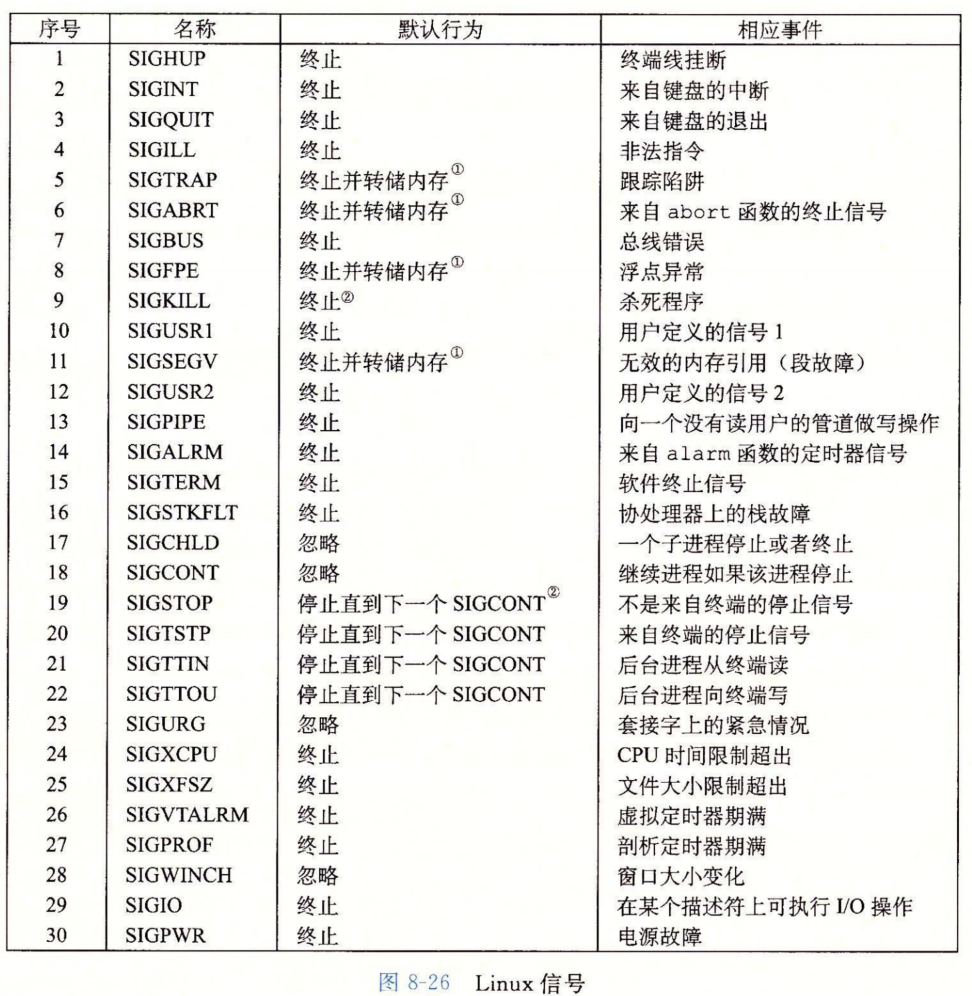 序号 名称 默认行为 相应事件
1 SIGHUP 终止 终端线挂断
2 SIGINT 终止 来自键盘的中断
3 SIGQUIT 终止 来自键盘的退出
4 SIGILL 终止 非法指令
5 SIGTRAP 终止并转储内存① 跟踪陷阱
6 SIGABRT 终止并转储内存① 来自 abort 函数的终止信号
7 SIGBUS 终止 总线错误
8 SIGFPE 终止并转储内存① 浮点异常
9 SIGKILL 终止② 杀死程序
10 SIGUSR1 终止 用户定义的信号 1
11 SIGSEGV 终止并转储内存① 无效的内存引用（段故障）
12 SIGUSR2 终止 用户定义的信号 2
13 SIGPIPE 终止 向一个没有读用户的管道做写操作
14 SIGALRM 终止 来自 alarm 函数的定时器信号
15 SIGTERM 终止 软件终止信号
16 SIGSTKFLT 终止 协处理器上的栈故障
17 SIGCHLD 忽略 一个子进程停止或者终止
18 SIGCONT 忽略 继续进程如果该进程停止
19 SIGSTOP 停止直到下一个 SIGCONT② 不是来自终端的停止信号
20 SIGTSTP 停止直到下一个 SIGCONT 来自终端的停止信号
21 SIGTTIN 停止直到下一个 SIGCONT 后台进程从终端读
22 SIGTTOU 停止直到下一个 SIGCONT 后台进程向终端写
23 SIGURG 忽略 套接字上的紧急情况
24 SIGXCPU 终止 CPU 时间限制超出
25 SIGXFSZ 终止 文件大小限制超出
26 SIGVTALRM 终止 虚拟定时器期满
27 SIGPROF 终止 剖析定时器期满
28 SIGWINCH 忽略 窗口大小变化
29 SIGIO 终止 在某个描述符上可执行 I/O 操作
30 SIGPWR 终止 电源故障
图 8-26 Linux 信号